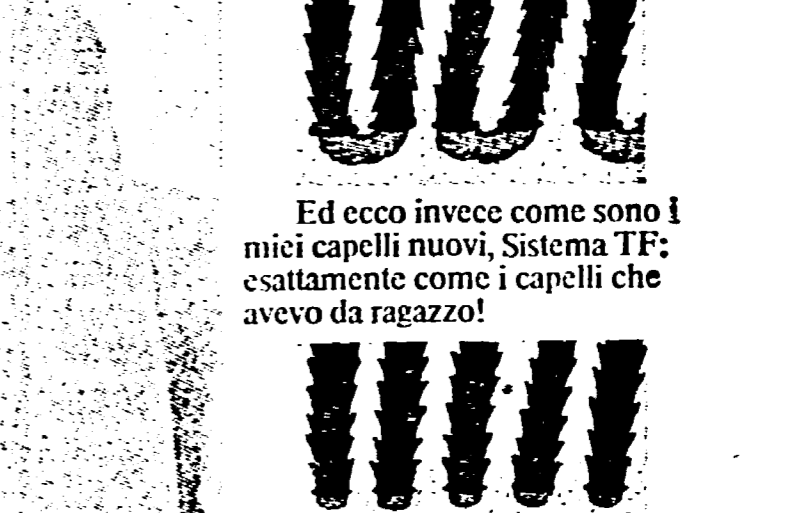 Ed ecco invece come sono i
miei capelli nuovi, Sistema TF:
esattamente come i capelli che
avevo da ragazzo!